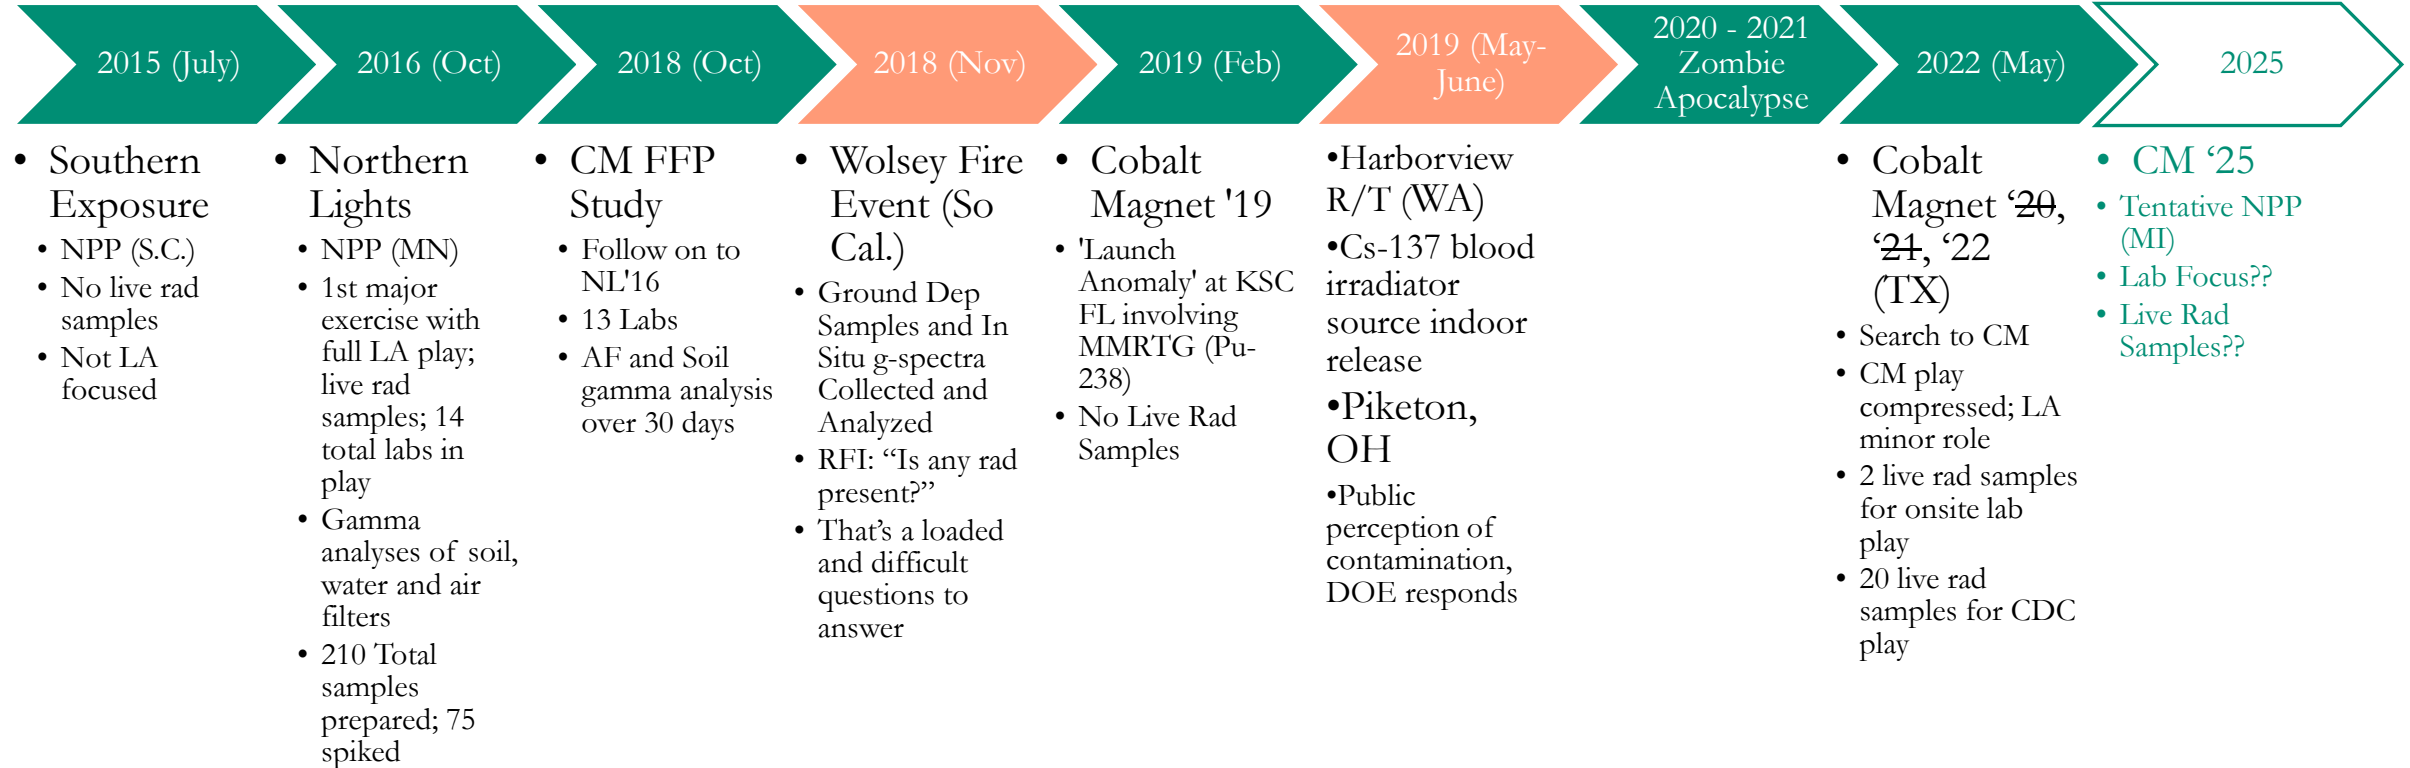 2015 (July)
2016 (Oct)
2018 (Oct)
2018 (Nov)
2019 (Feb)
2019 (May-
June)
2020 - 2021
Zombie
Apocalypse
2022 (May)
2025
• Southern
Exposure
• NPP (S.C.)
• No live rad
samples
• Not LA
focused
• Northern
Lights
• NPP (MN)
• 1st major
exercise with
full LA play;
live rad
samples; 14
total labs in
play
• Gamma
analyses of soil,
water and air
filters
• 210 Total
samples
prepared; 75
spiked
• CM FFP
Study
• Follow on to
NL'16
• 13 Labs
• AF and Soil
gamma analysis
over 30 days
• Wolsey Fire
Event (So
Cal.)
• Ground Dep
Samples and In
Situ g-spectra
Collected and
Analyzed
• RFI: “Is any rad
present?”
• That’s a loaded
and difficult
questions to
answer
• Cobalt
Magnet '19
• 'Launch
Anomaly' at KSC
FL involving
MMRTG (Pu-
238)
• No Live Rad
Samples
•Harborview
R/T (WA)
•Cs-137 blood
irradiator
source indoor
release
•Piketon,
OH
•Public
perception of
contamination,
DOE responds
• Cobalt
Magnet ‘20,
‘21, ‘22
(TX)
• Search to CM
• CM play
compressed; LA
minor role
• 2 live rad samples
for onsite lab
play
• 20 live rad
samples for CDC
play
• CM ‘25
• Tentative NPP
(MI)
• Lab Focus??
• Live Rad
Samples??